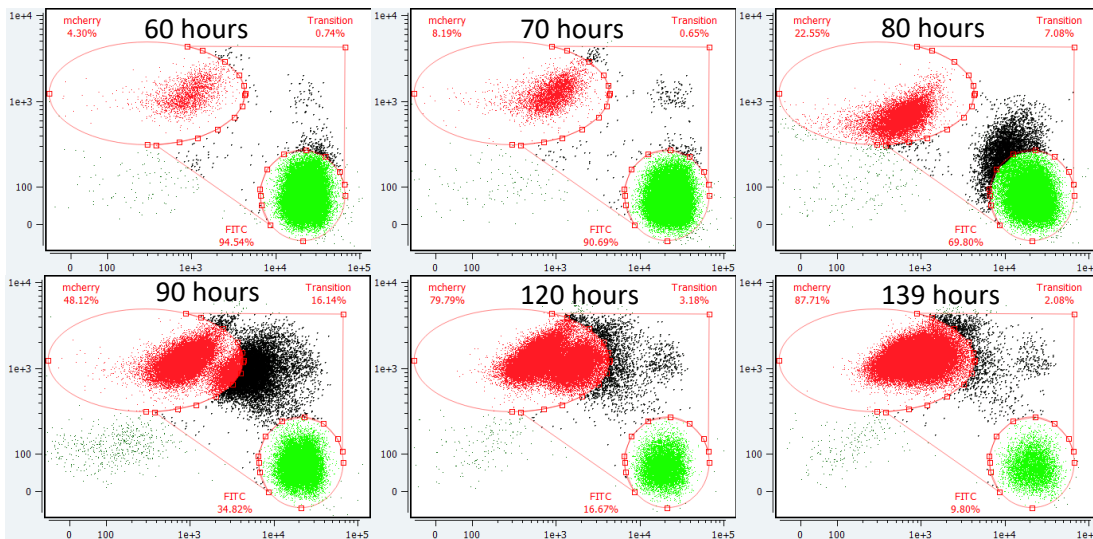 60 hours
mcherry
4.30%
Transition
0.74%
FITC
94.54%
1e+4
1e+3
100
0
0
100
1e+3
1e+4
1e+5
70 hours
mcherry
8.19%
Transition
0.65%
FITC
90.69%
1e+4
1e+3
100
0
0
100
1e+3
1e+4
1e+5
80 hours
mcherry
22.55%
Transition
7.08%
FITC
69.80%
1e+4
1e+3
100
0
0
100
1e+3
1e+4
90 hours
mcherry
48.12%
Transition
16.14%
FITC
34.82%
1e+4
1e+3
100
0
0
100
1e+3
1e+4
1e+5
120 hours
mcherry
79.79%
Transition
3.18%
FITC
16.67%
1e+4
1e+3
100
0
0
100
1e+3
1e+4
1e+5
139 hours
mcherry
87.71%
Transition
2.08%
FITC
9.80%
1e+4
1e+3
100
0
0
100
1e+3
1e+4